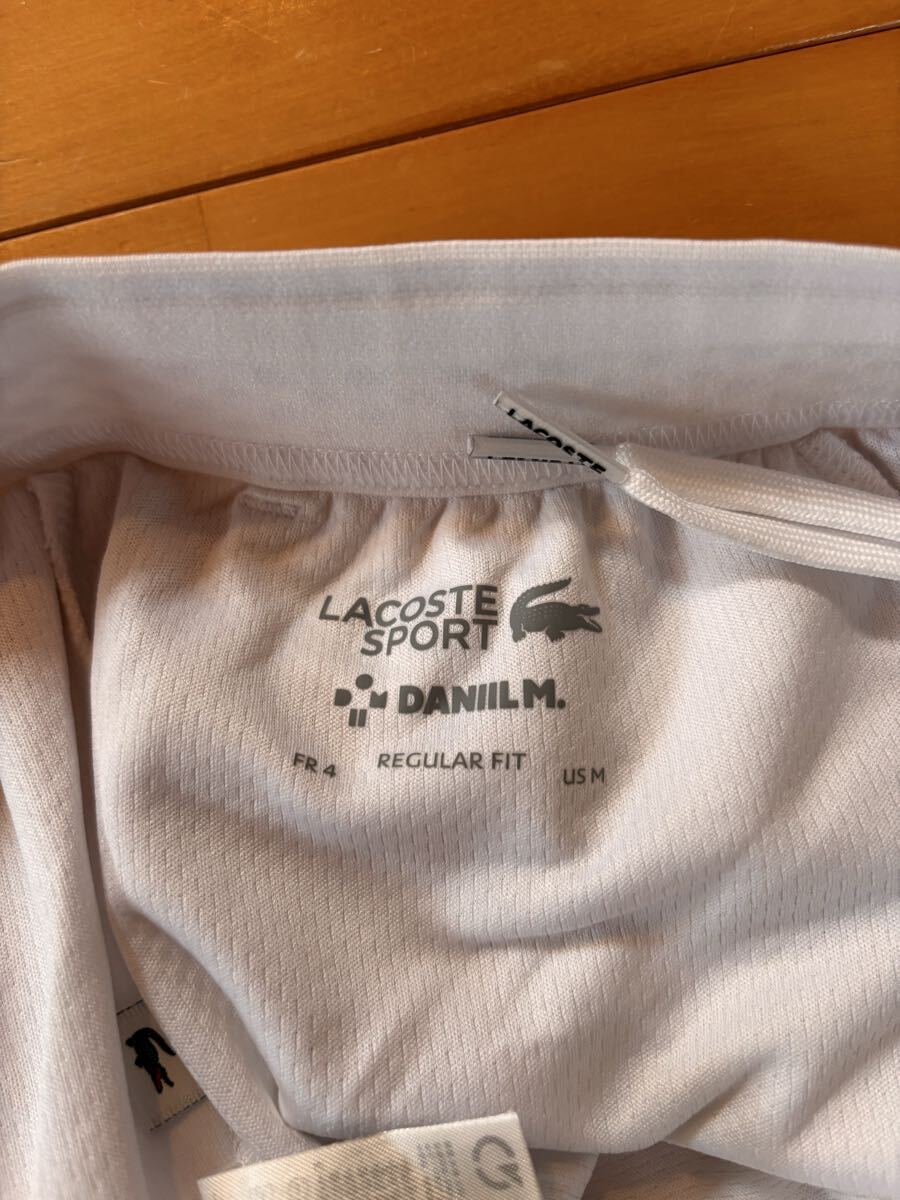 LACOSTE
LACOSTE
SPORT
DANIIL M.
FR 4
REGULAR FIT
US M